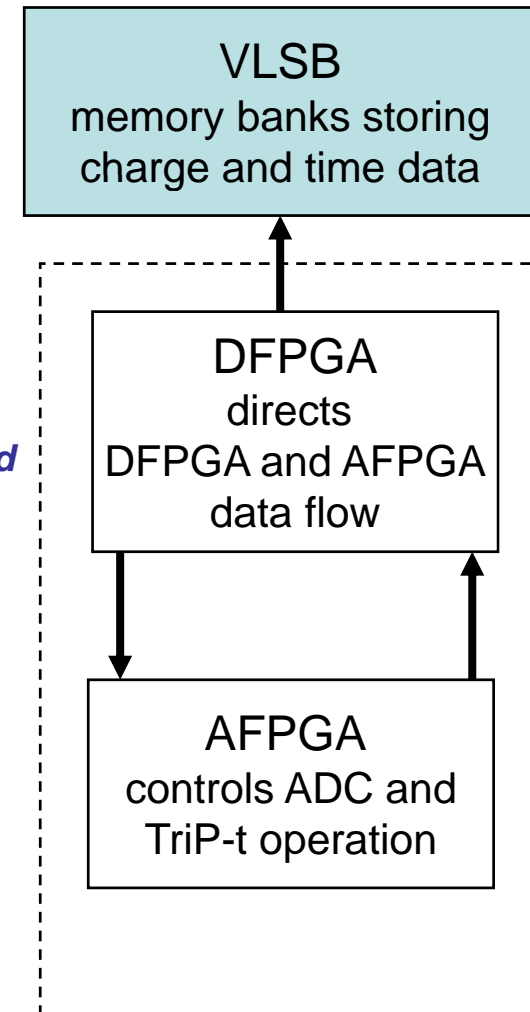 VLSB
memory banks storing
charge and time data
DFPGA
directs
DFPGA and AFPGA
data flow
AFPGA
controls ADC and
TriP-t operation